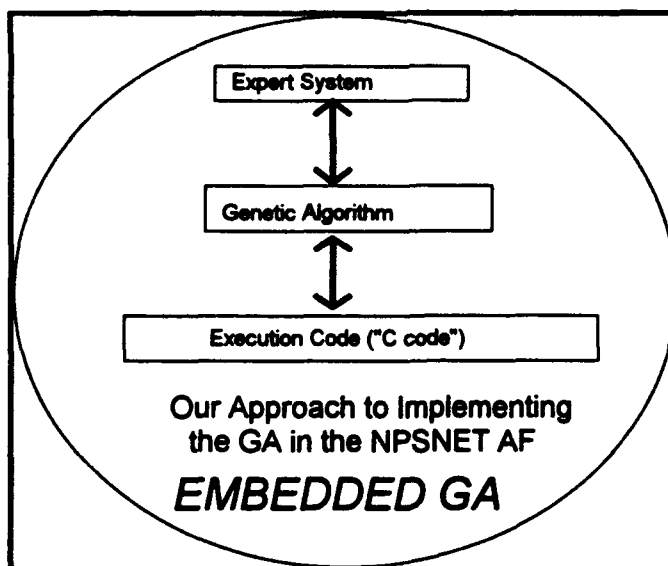 Expert System
Genetic Algorithm
Execution Code ("C code")
Our Approach to Implementing
the GA in the NPSNET AF
EMBEDDED GA